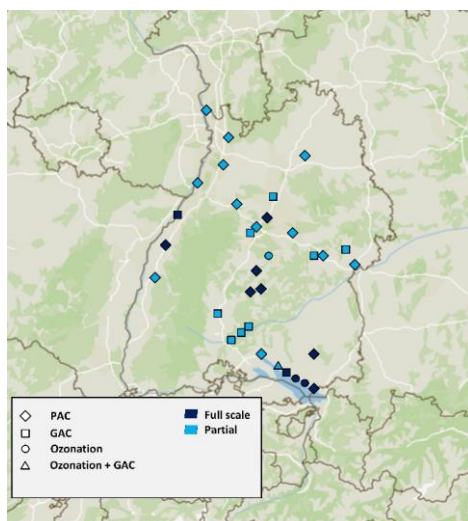 PAC
GAC
Ozonation
Ozonation + GAC
Full scale
Partial